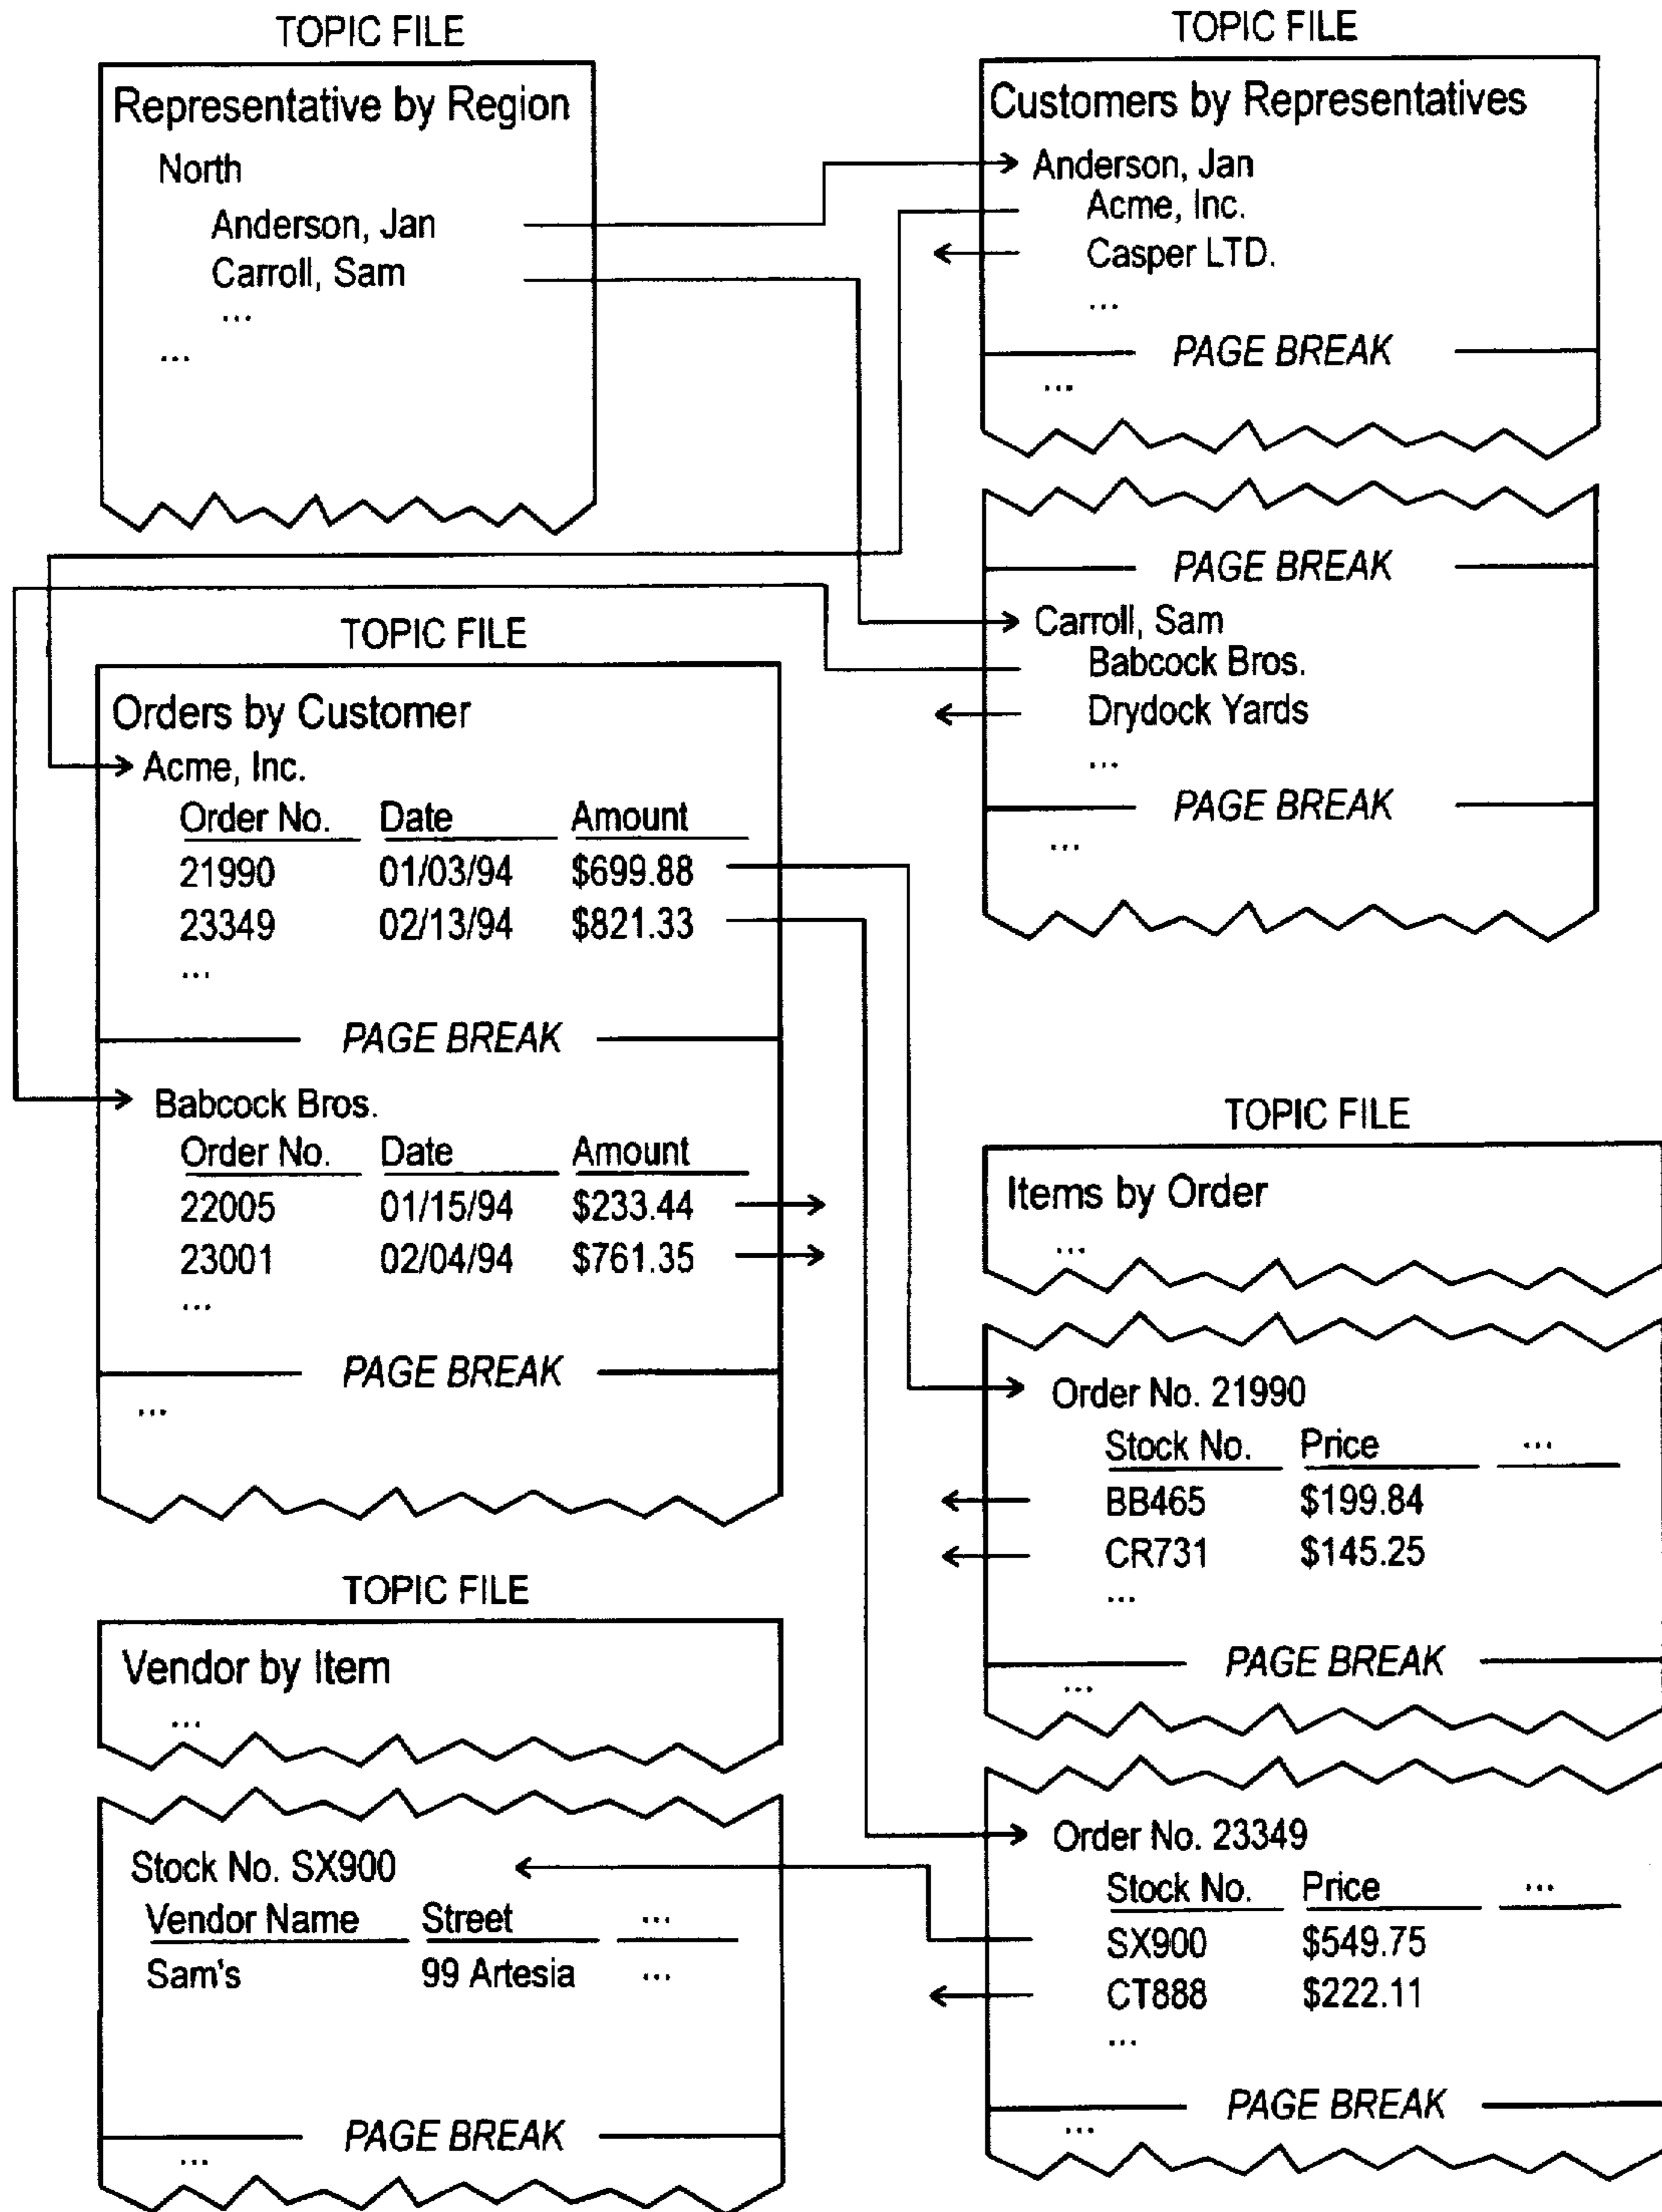 TOPIC FILE
Representative by Region
North
Anderson, Jan
Carroll, Sam
...
...
TOPIC FILE
Customers by Representatives
Anderson, Jan
Acme, Inc.
Casper LTD.
...
PAGE BREAK
...
PAGE BREAK
Carroll, Sam
Babcock Bros.
Drydock Yards
...
PAGE BREAK
...
TOPIC FILE
Orders by Customer
Acme, Inc.
Order No. Date Amount
21990 01/03/94 $699.88
23349 02/13/94 $821.33
...
PAGE BREAK
Babcock Bros.
Order No. Date Amount
22005 01/15/94 $233.44
23001 02/04/94 $761.35
...
PAGE BREAK
...
TOPIC FILE
Items by Order
...
Order No. 21990
Stock No. Price ...
BB465 $199.84
CR731 $145.25
...
PAGE BREAK
...
Order No. 23349
Stock No. Price ...
SX900 $549.75
CT888 $222.11
...
PAGE BREAK
...
TOPIC FILE
Vendor by Item
...
Stock No. SX900
Vendor Name Street ...
Sam's 99 Artesia ...
PAGE BREAK
...